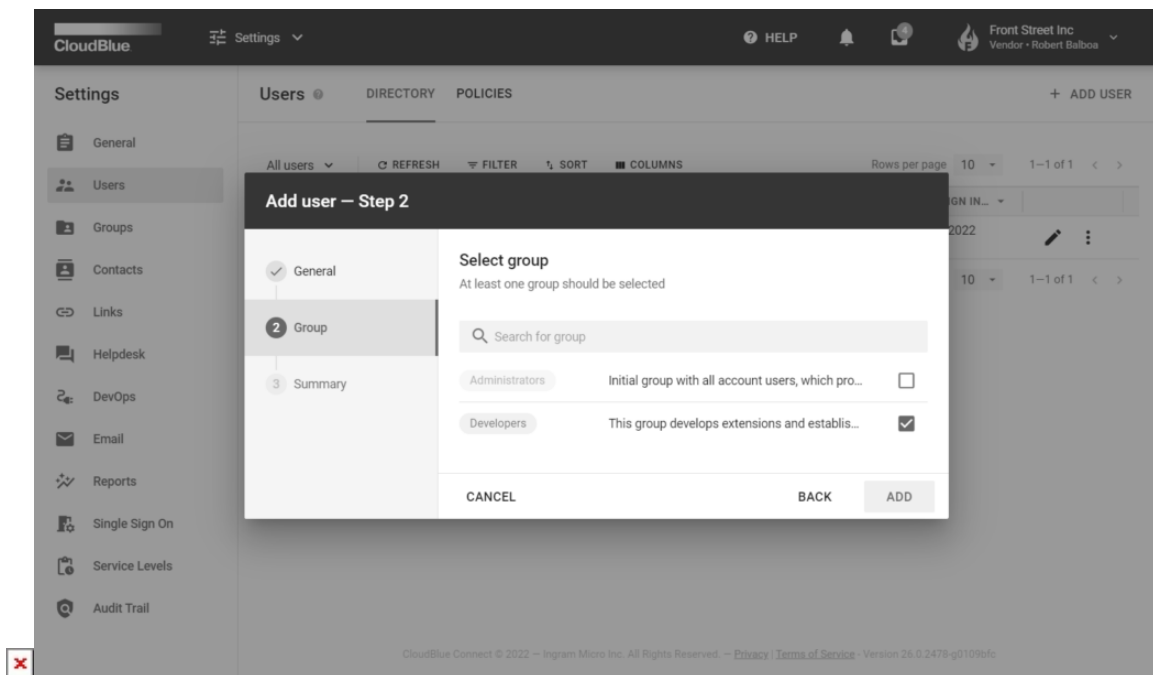 CloudBlue
Settings
HELP
4
Front Street Inc
Vendor • Robert Balboa
Settings
General
Users
Groups
Contacts
Links
Helpdesk
DevOps
Email
Reports
Single Sign On
Service Levels
Audit Trail
Users
DIRECTORY
POLICIES
+ ADD USER
All users
REFRESH
FILTER
SORT
COLUMNS
Rows per page 10
1–1 of 1
IGN IN...
2022
10
1–1 of 1
Add user — Step 2
General
2 Group
3 Summary
Select group
At least one group should be selected
Search for group
Administrators
Initial group with all account users, which pro...
Developers
This group develops extensions and establis...
CANCEL
BACK
ADD
CloudBlue Connect © 2022 — Ingram Micro Inc. All Rights Reserved. — Privacy | Terms of Service - Version 26.0.2478-g0109bfc